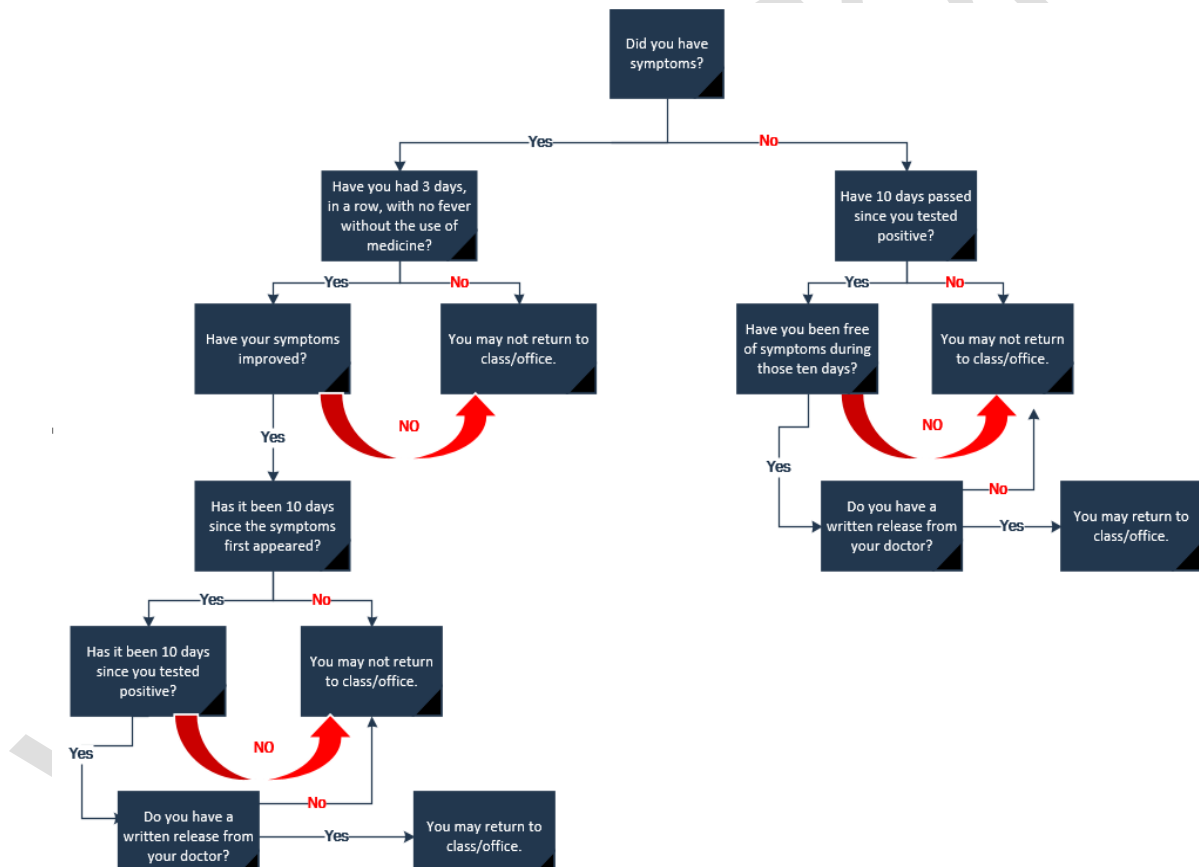 Did you have
symptoms?
Yes
No
Have you had 3 days,
in a row, with no fever
without the use of
medicine?
Have 10 days passed
since you tested
positive?
Yes
No
Yes
No
Have your symptoms
improved?
You may not return to
class/office.
Have you been free
of symptoms during
those ten days?
You may not return
to class/office.
NO
NO
Yes
Yes
Has it been 10 days
since the symptoms
first appeared?
Do you have a
written release from
your doctor?
No
Yes
You may return to
class/office.
Yes
No
Has it been 10 days
since you tested
positive?
You may not return
to class/office.
NO
Yes
Do you have a
written release from
your doctor?
No
Yes
You may return to
class/office.